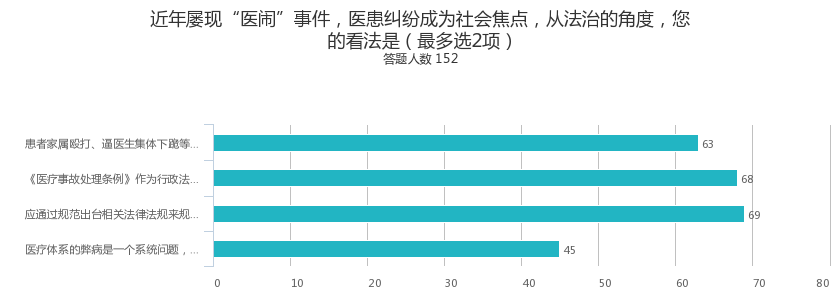 近年屡现“医闹”事件，医患纠纷成为社会焦点，从法治的角度，您
的看法是（最多选2项）
答题人数 152
患者家属殴打、逼医生集体下跪等...
63
《医疗事故处理条例》作为行政法...
68
应通过规范出台相关法律法规来规...
69
医疗体系的弊病是一个系统问题，...
45
0 10 20 30 40 50 60 70 80